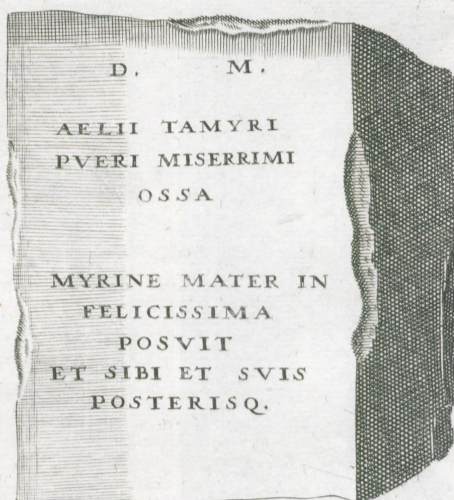 D. M.
AELII TAMYRI
PVERI MISERRIMI
OSSA
MYRINE MATER IN
FELICISSIMA
POSVIT
ET SIBI ET SVIS
POSTERISQ.